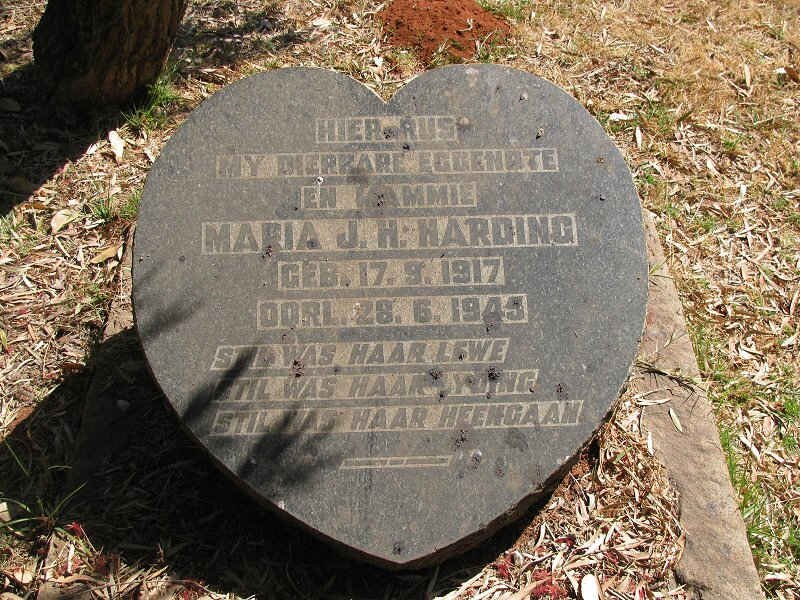 HIER RUS
MY DIERBARE EGGENOTE
EN MAMMIE
MARIA J. H. HARDING
GEB. 17. 9. 1917
OORL. 28. 6. 1945
STIL WAS HAAR LEWE
STIL WAS HAAR LYDING
STIL WAS HAAR HEENGAAN